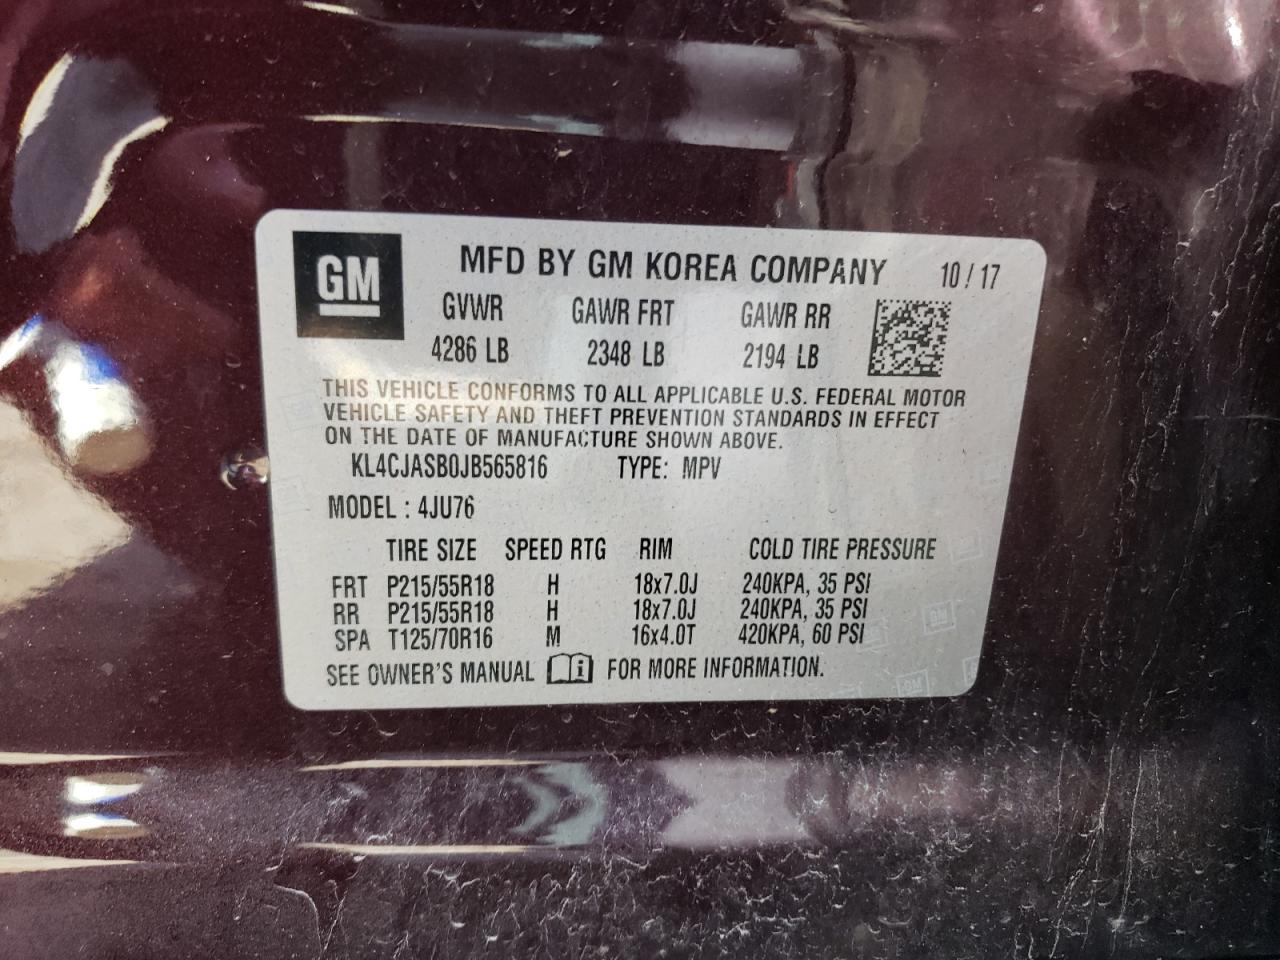 GM MFD BY GM KOREA COMPANY 10/17
GVWR GAWR FRT GAWR RR
4286 LB 2348 LB 2194 LB
THIS VEHICLE CONFORMS TO ALL APPLICABLE U.S. FEDERAL MOTOR
VEHICLE SAFETY AND THEFT PREVENTION STANDARDS IN EFFECT
ON THE DATE OF MANUFACTURE SHOWN ABOVE.
KL4CJASB0JB565816 TYPE: MPV
MODEL : 4JU76
TIRE SIZE SPEED RTG RIM COLD TIRE PRESSURE
FRT P215/55R18 H 18x7.0J 240KPA, 35 PSI
RR P215/55R18 H 18x7.0J 240KPA, 35 PSI
SPA T125/70R16 M 16x4.0T 420KPA, 60 PSI
SEE OWNER'S MANUAL i FOR MORE INFORMATION.